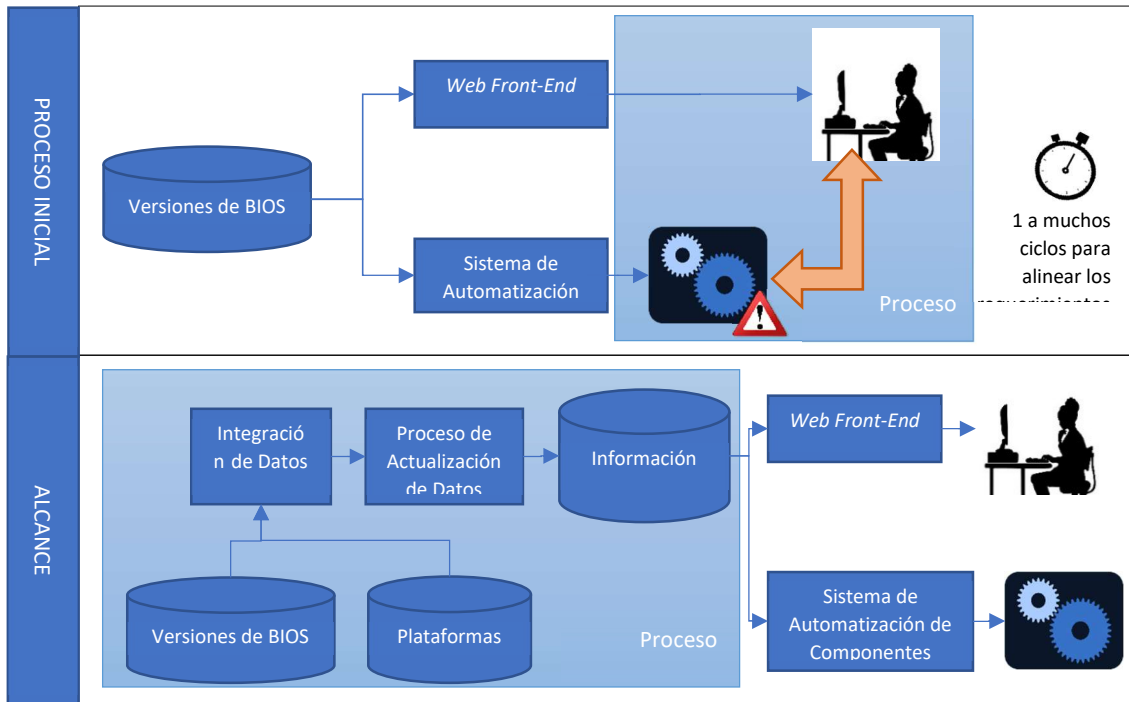 PROCESO INICIAL
Web Front-End
Versiones de BIOS
Sistema de
Automatización
Proceso
1 a muchos
ciclos para
alinear los
requerimientos
ALCANCE
Integració
n de Datos
Proceso de
Actualización
de Datos
Información
Web Front-End
Versiones de BIOS
Plataformas
Proceso
Sistema de
Automatización de
Componentes